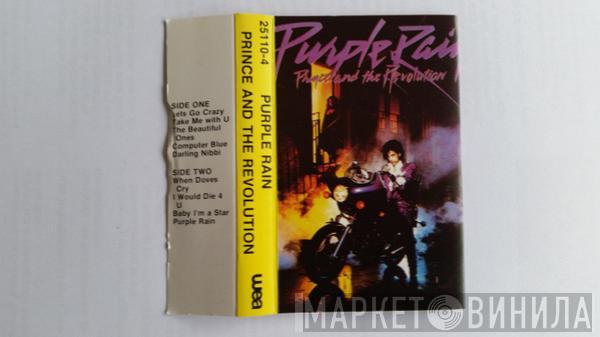 SIDE ONE
Lets Go Crazy
Take Me with U
The Beautiful
Ones
Computer Blue
Darling Nibbi
SIDE TWO
When Doves
Cry
I Would Die 4
U
Baby I'm a Star
Purple Rain
25110-4 PURPLE RAIN
PRINCE AND THE REVOLUTION wea
Purple Rain
Prince and the Revolution
МАРКЕТ ВИНИЛА